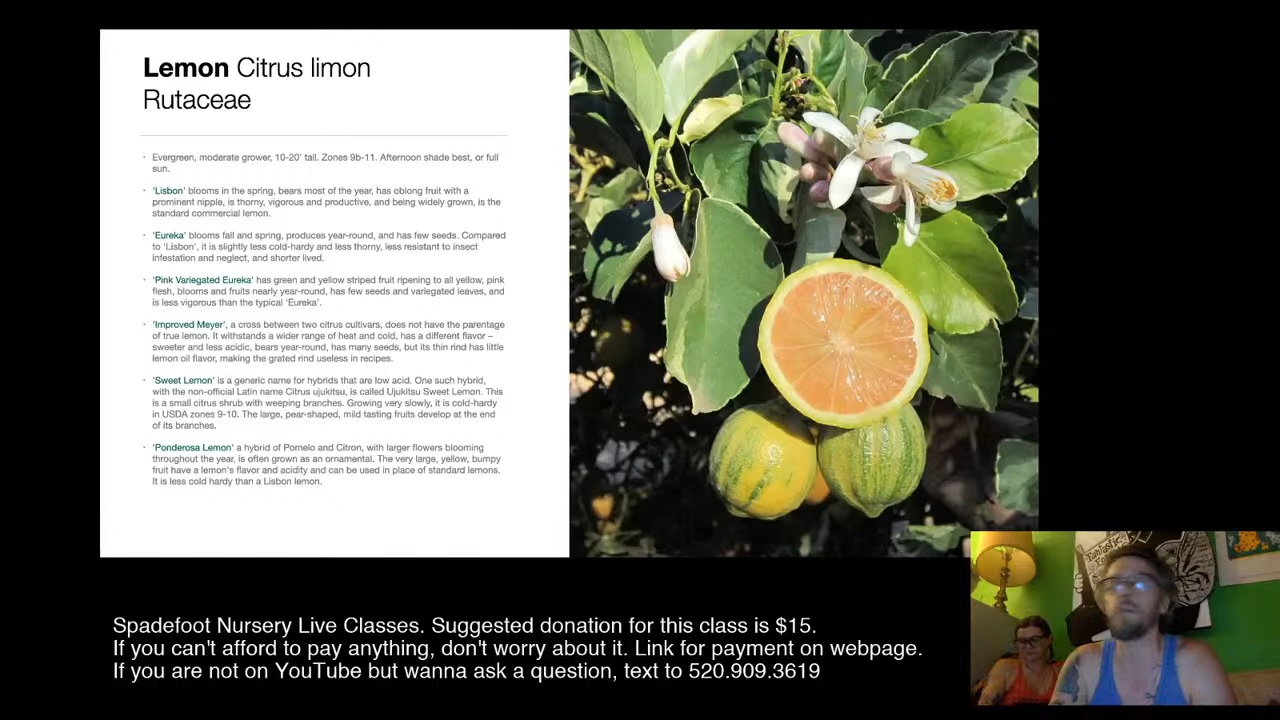 Lemon Citrus limon
Rutaceae
· Evergreen, moderate grower, 10-20' tall. Zones 9b-11. Afternoon shade best, or full
sun.
· 'Lisbon' blooms in the spring, bears most of the year, has oblong fruit with a
prominent nipple, is thorny, vigorous and productive, and being widely grown, is the
standard commercial lemon.
· 'Eureka' blooms fall and spring, produces year-round, and has few seeds. Compared
to 'Lisbon', it is slightly less cold-hardy and less thorny, less resistant to insect
infestation and neglect, and shorter lived.
· 'Pink Variegated Eureka' has green and yellow striped fruit ripening to all yellow, pink
flesh, blooms and fruits nearly year-round, has few seeds and variegated leaves, and
is less vigorous than the typical 'Eureka'.
· 'Improved Meyer', a cross between two citrus cultivars, does not have the parentage
of true lemon. It withstands a wider range of heat and cold, has a different flavor –
sweeter and less acidic, bears year-round, has many seeds, but its thin rind has little
lemon oil flavor, making the grated rind useless in recipes.
· 'Sweet Lemon' is a generic name for hybrids that are low acid. One such hybrid,
with the non-official Latin name Citrus ujukitsu, is called Ujukitsu Sweet Lemon. This
is a small citrus shrub with weeping branches. Growing very slowly, it is cold-hardy
in USDA zones 9-10. The large, pear-shaped, mild tasting fruits develop at the end
of its branches.
· 'Ponderosa Lemon' a hybrid of Pomelo and Citron, with larger flowers blooming
throughout the year, is often grown as an ornamental. The very large, yellow, bumpy
fruit have a lemon's flavor and acidity and can be used in place of standard lemons.
It is less cold hardy than a Lisbon lemon.
Spadefoot Nursery Live Classes. Suggested donation for this class is $15.
If you can't afford to pay anything, don't worry about it. Link for payment on webpage.
If you are not on YouTube but wanna ask a question, text to 520.909.3619